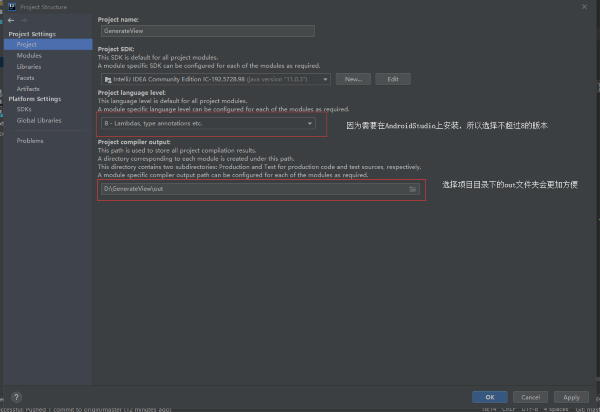 Project Structure
Project name:
GenerateView
Project Settings
Project
Modules
Libraries
Facets
Artifacts
Platform Settings
SDKs
Global Libraries
Problems
Project SDK:
This SDK is default for all project modules.
A module specific SDK can be configured for each of the modules as required.
IntelliJ IDEA Community Edition IC-192.5728.98 (java version "11.0.3")
New...
Edit
Project language level:
This language level is default for all project modules.
A module specific language level can be configured for each of the modules as required.
8 - Lambdas, type annotations etc.
因为需要在AndroidStudio上安装，所以选择不超过8的版本
Project compiler output:
This path is used to store all project compilation results.
A directory corresponding to each module is created under this path.
This directory contains two subdirectories: Production and Test for production code and test sources, respectively.
A module specific compiler output path can be configured for each of the modules as required.
D:\GenerateView\out
选择项目目录下的out文件夹会更加方便
?
OK
Cancel
Apply
uccessful: Pushed 1 commit to origin/master (12 minutes ago)
CRLF UTF-8 4 spaces Git: mas